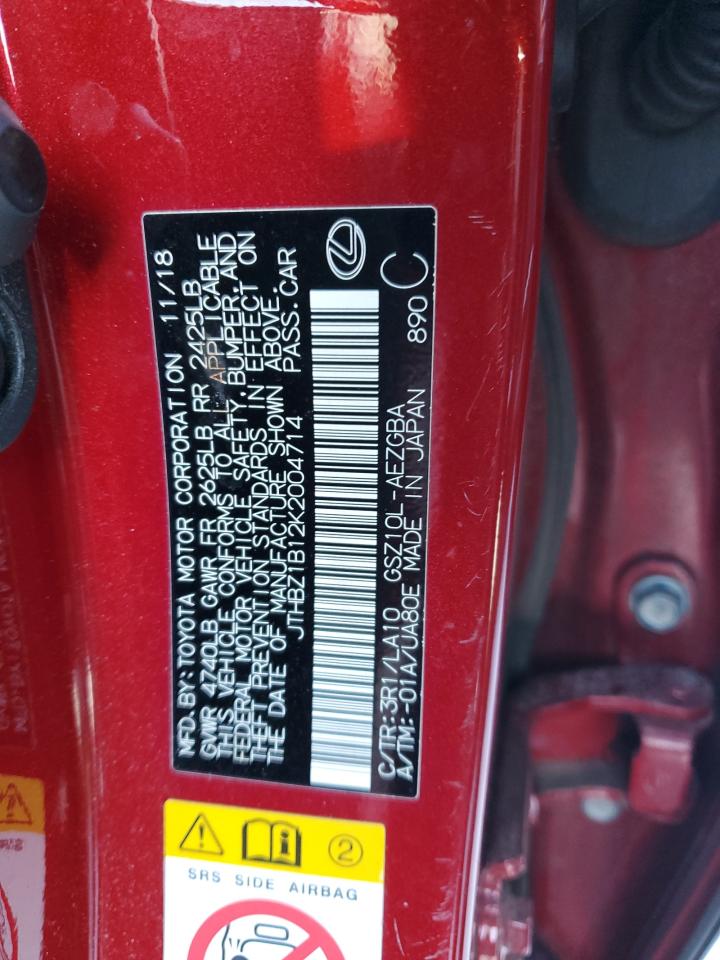 MFD. BY: TOYOTA MOTOR CORPORATION 11/18
GVWR 4740LB GAWR FR 2625LB RR 2425LB
THIS VEHICLE CONFORMS TO ALL APPLICABLE
FEDERAL MOTOR VEHICLE SAFETY, BUMPER, AND
THEFT PREVENTION STANDARDS IN EFFECT ON
THE DATE OF MANUFACTURE SHOWN ABOVE.
JTHBZ1B12K2004714 PASS. CAR
C/TR: 3R1/LA10 GSZ10L-AEZGBA
A/TM: -01A/UA80E MADE IN JAPAN 890 C
2
SRS SIDE AIRBAG